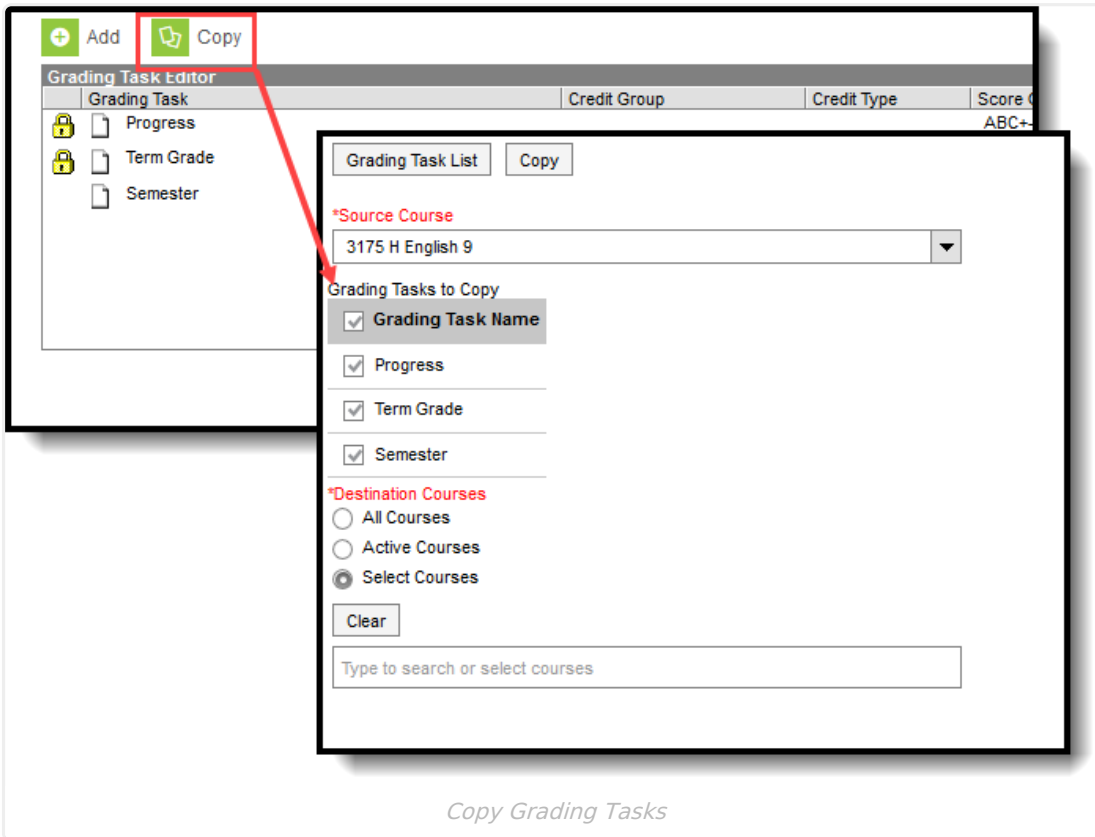 Add Copy
Grading Task Editor
Grading Task Credit Group Credit Type Score
Progress ABC+-
Term Grade
Semester
Grading Task List Copy
*Source Course
3175 H English 9
Grading Tasks to Copy
Grading Task Name
Progress
Term Grade
Semester
*Destination Courses
All Courses
Active Courses
Select Courses
Clear
Type to search or select courses
Copy Grading Tasks